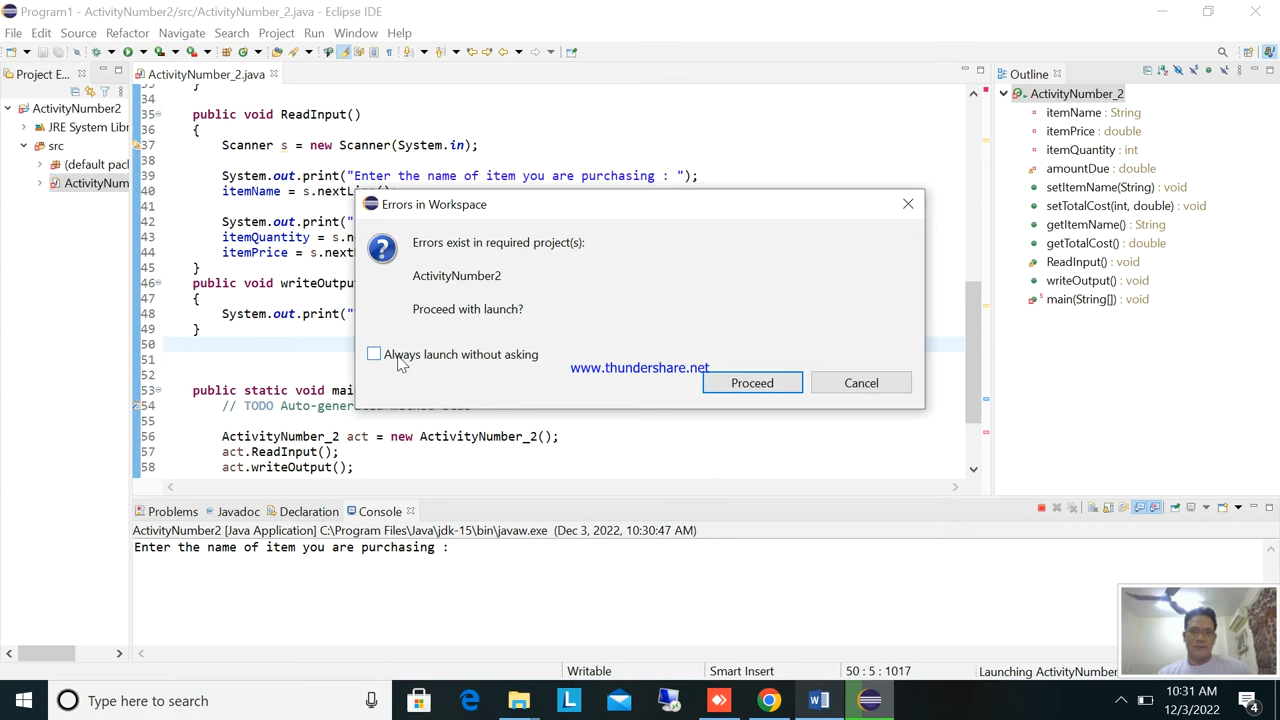 Program1 - ActivityNumber2/src/ActivityNumber_2.java - Eclipse IDE
File Edit Source Refactor Navigate Search Project Run Window Help
Project E...
ActivityNumber_2.java
Outline
ActivityNumber2
JRE System Libr
src
(default pacl
ActivityNum
34
35 public void ReadInput()
36 {
37 Scanner s = new Scanner(System.in);
38
39 System.out.print("Enter the name of item you are purchasing : ");
40 itemName = s.nextLine();
41
42 System.out.print("
43 itemQuantity = s.n
44 itemPrice = s.next
45 }
46 public void writeOutpu
47 {
48 System.out.print("
49 }
50
51
52
53 public static void mai
54 // TODO Auto-generated method stub
55
56 ActivityNumber_2 act = new ActivityNumber_2();
57 act.ReadInput();
58 act.writeOutput();
Errors in Workspace
Errors exist in required project(s):
ActivityNumber2
Proceed with launch?
Always launch without asking
www.thundershare.net
Proceed Cancel
ActivityNumber_2
itemName : String
itemPrice : double
itemQuantity : int
amountDue : double
setItemName(String) : void
setTotalCost(int, double) : void
getItemName() : String
getTotalCost() : double
ReadInput() : void
writeOutput() : void
main(String[]) : void
Problems Javadoc Declaration Console
ActivityNumber2 [Java Application] C:\Program Files\Java\jdk-15\bin\javaw.exe (Dec 3, 2022, 10:30:47 AM)
Enter the name of item you are purchasing :
Writable Smart Insert 50 : 5 : 1017 Launching ActivityNumber
Type here to search
10:31 AM
12/3/2022
4